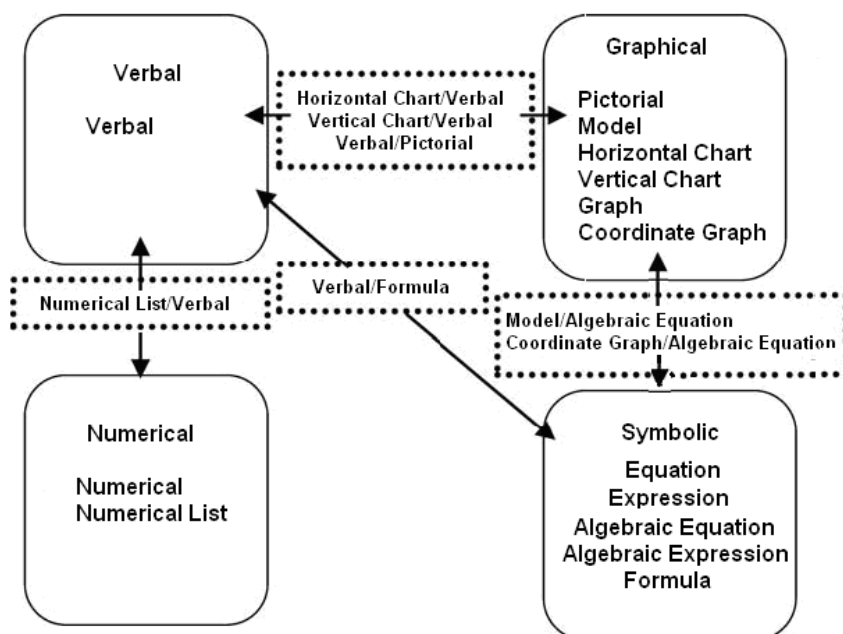 Verbal
Verbal
Horizontal Chart/Verbal
Vertical Chart/Verbal
Verbal/Pictorial
Graphical
Pictorial
Model
Horizontal Chart
Vertical Chart
Graph
Coordinate Graph
Numerical List/Verbal
Verbal/Formula
Model/Algebraic Equation
Coordinate Graph/Algebraic Equation
Numerical
Numerical
Numerical List
Symbolic
Equation
Expression
Algebraic Equation
Algebraic Expression
Formula